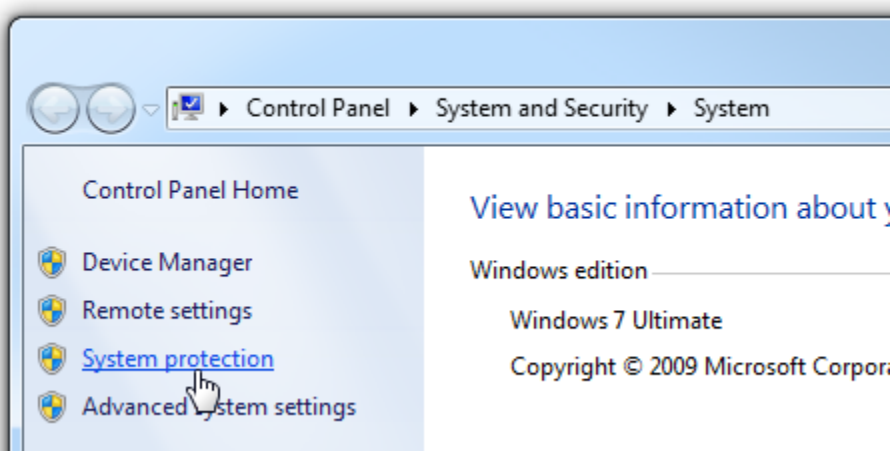 Control Panel System and Security System
Control Panel Home
Device Manager
Remote settings
System protection
Advanced system settings
View basic information about
Windows edition
Windows 7 Ultimate
Copyright © 2009 Microsoft